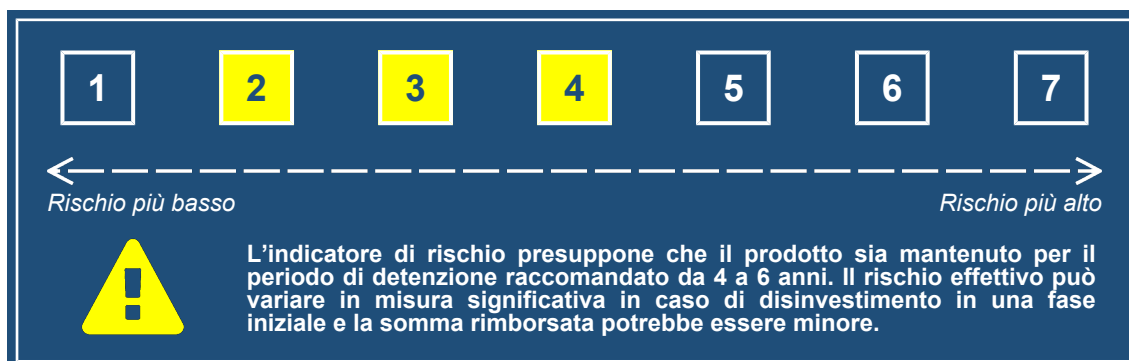 1 2 3 4 5 6 7
Rischio più basso Rischio più alto
L’indicatore di rischio presuppone che il prodotto sia mantenuto per il
periodo di detenzione raccomandato da 4 a 6 anni. Il rischio effettivo può
variare in misura significativa in caso di disinvestimento in una fase
iniziale e la somma rimborsata potrebbe essere minore.